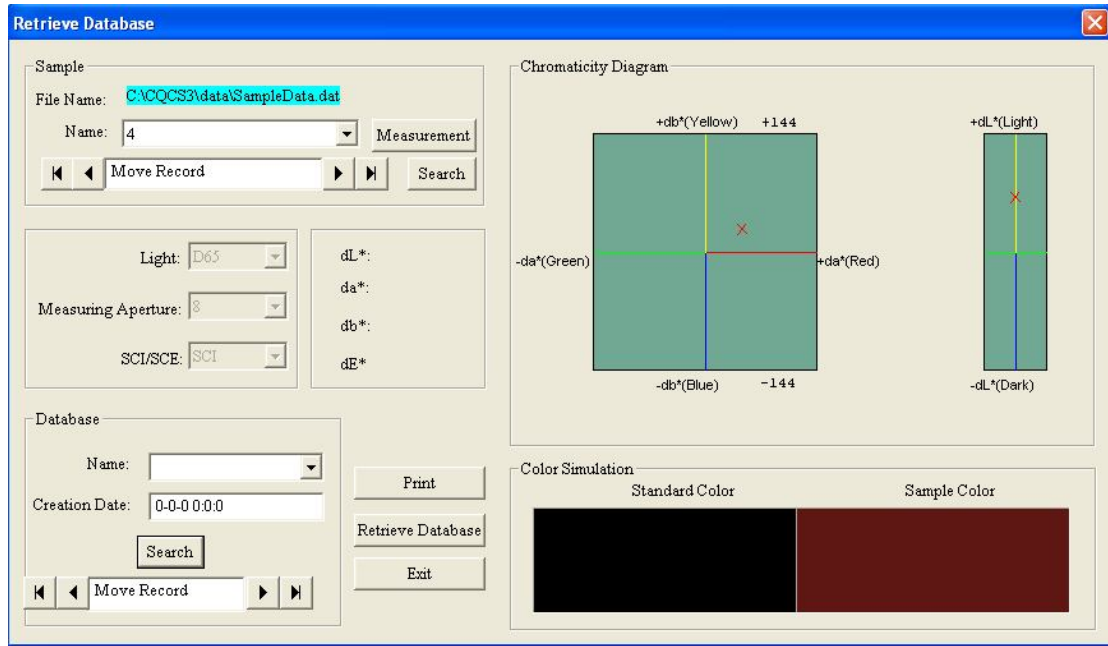 Retrieve Database
Sample
File Name: C:\CQCS3\data\SampleData.dat
Name: 4
Measurement
Move Record
Search
Light: D65
Measuring Aperture: 8
SCI/SCE: SCI
dL*:
da*:
db*:
dE*
Database
Name:
Creation Date: 0-0-0 0:0:0
Search
Move Record
Print
Retrieve Database
Exit
Chromaticity Diagram
+db*(Yellow) +144
+dL*(Light)
-da*(Green)
+da*(Red)
-db*(Blue) -144
-dL*(Dark)
Color Simulation
Standard Color
Sample Color